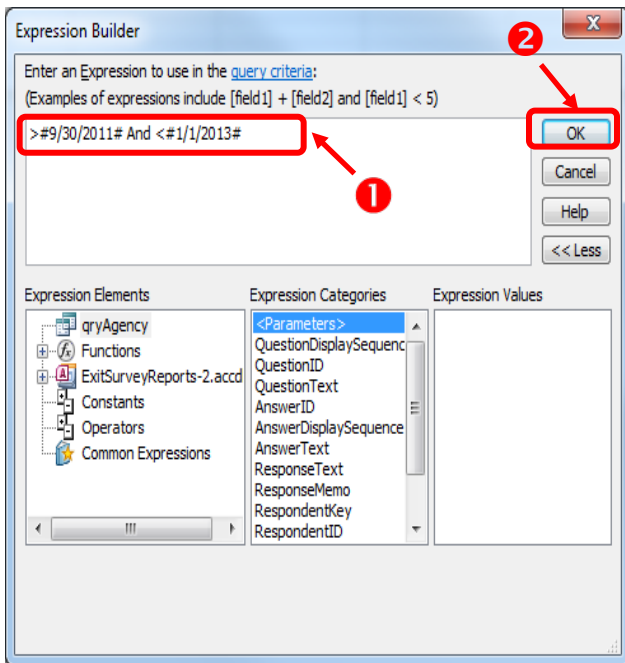 Expression Builder
X
2
Enter an Expression to use in the query criteria:
(Examples of expressions include [field1] + [field2] and [field1] < 5)
>#9/30/2011# And <#1/1/2013#
OK
1
Cancel
Help
<< Less
Expression Elements
qryAgency
Functions
ExitSurveyReports-2.accd
Constants
Operators
Common Expressions
Expression Categories
<Parameters>
QuestionDisplaySequenc
QuestionID
QuestionText
AnswerID
AnswerDisplaySequence
AnswerText
ResponseText
ResponseMemo
RespondentKey
RespondentID
Expression Values